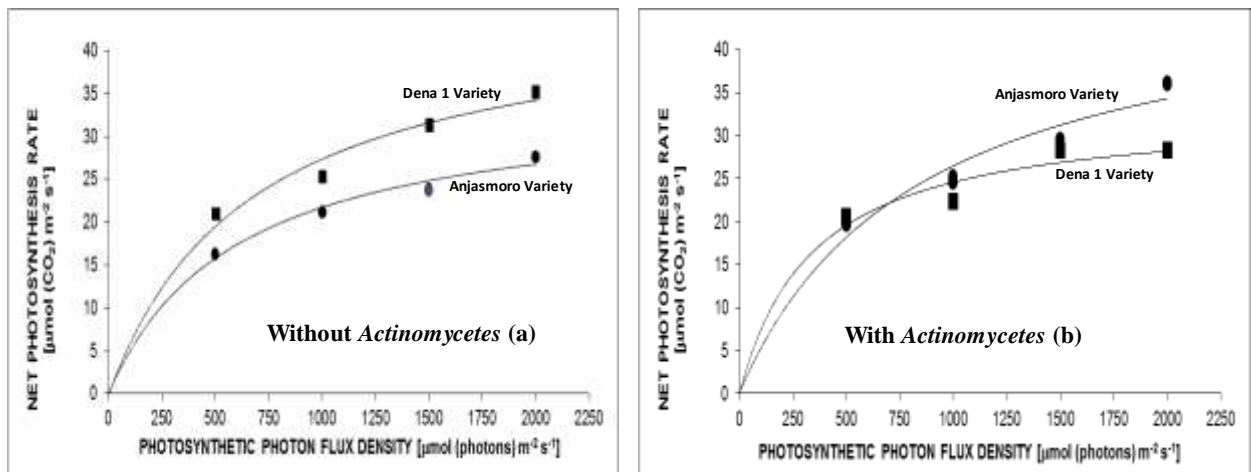 40
35
30
25
20
15
10
5
0
NET PHOTOSYNTHESIS RATE
[µmol (CO₂) m⁻² s⁻¹]
Dena 1 Variety
Anjasmoro Variety
Without Actinomycetes (a)
0 250 500 750 1000 1250 1500 1750 2000 2250
PHOTOSYNTHETIC PHOTON FLUX DENSITY [µmol (photons) m⁻² s⁻¹]
40
35
30
25
20
15
10
5
0
NET PHOTOSYNTHESIS RATE
[µmol (CO₂) m⁻² s⁻¹]
Anjasmoro Variety
Dena 1 Variety
With Actinomycetes (b)
0 250 500 750 1000 1250 1500 1750 2000 2250
PHOTOSYNTHETIC PHOTON FLUX DENSITY [µmol (photons) m⁻² s⁻¹]